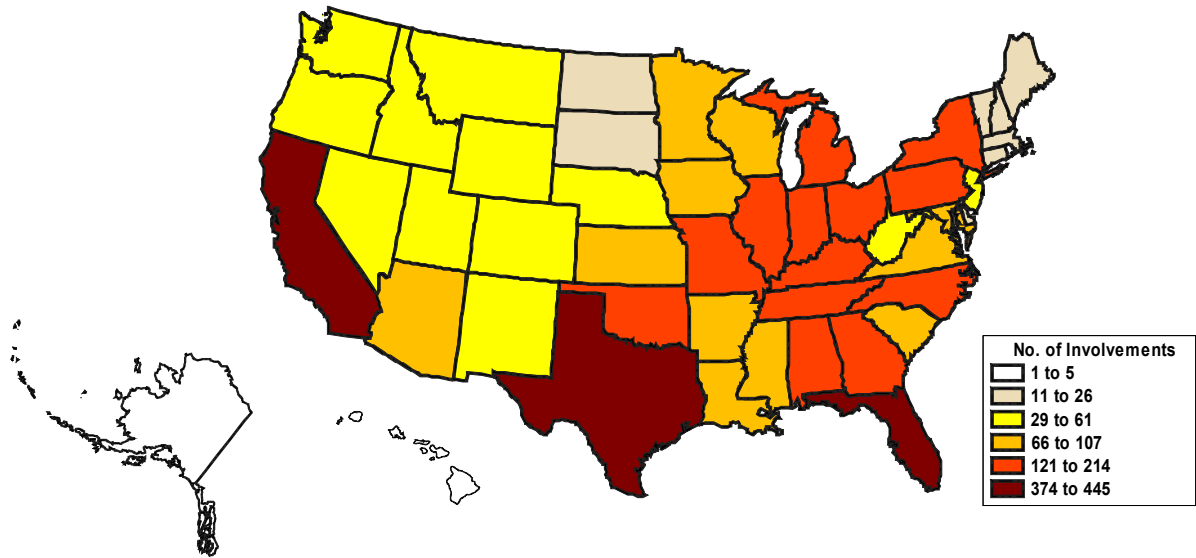 No. of Involvements
1 to 5
11 to 26
29 to 61
66 to 107
121 to 214
374 to 445